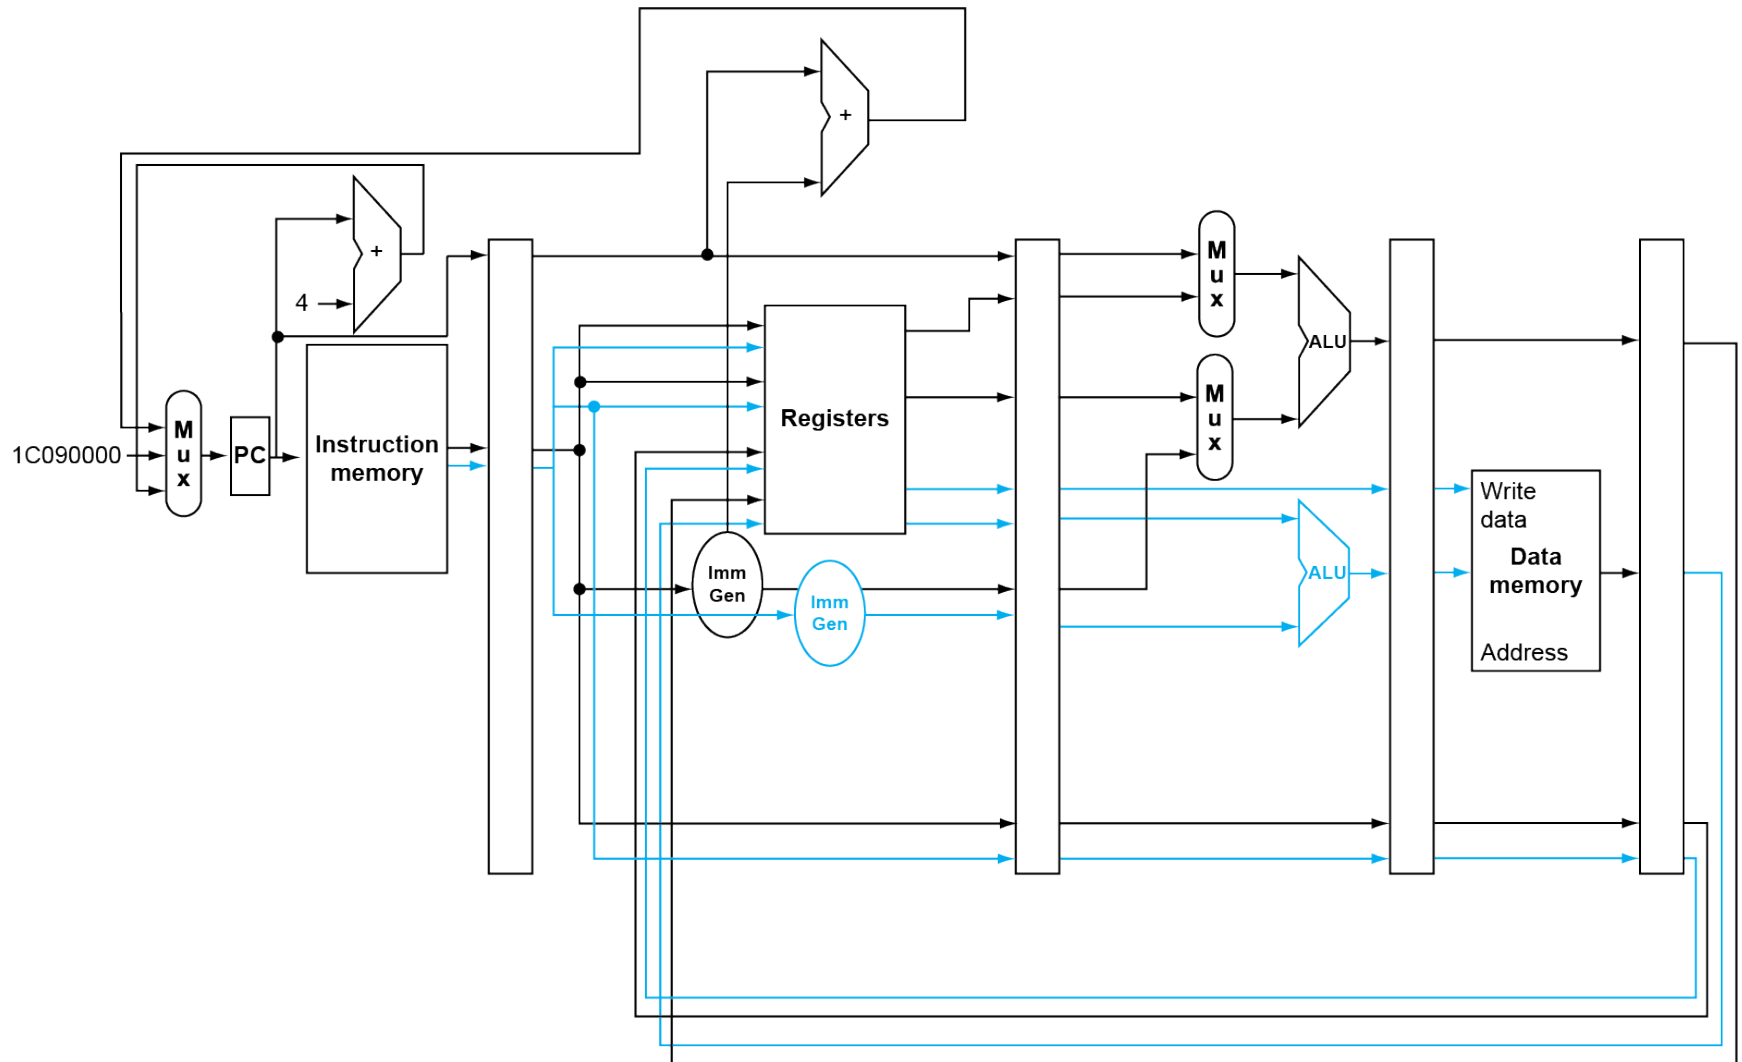 +
+
4
M
u
x
M
u
x
ALU
M
u
x
1C090000
M
u
x
PC
Instruction
memory
Registers
Write
data
Data
memory
Address
Imm
Gen
Imm
Gen
ALU